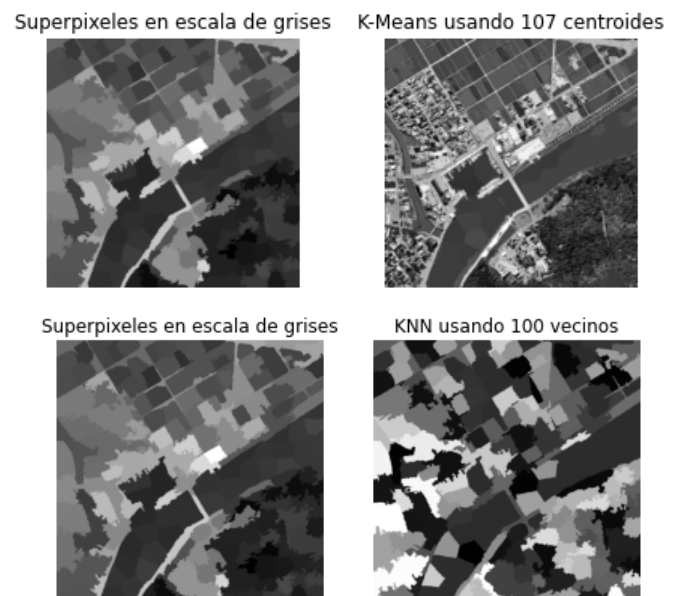 Superpixeles en escala de grises
K-Means usando 107 centroides
Superpixeles en escala de grises
KNN usando 100 vecinos